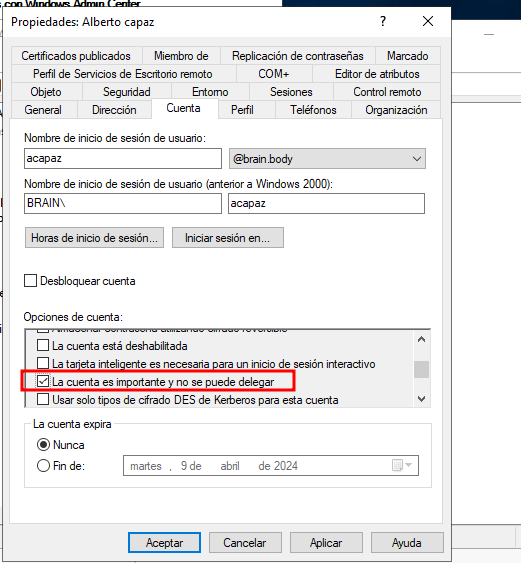 con Windows Admin Center
Propiedades: Alberto capaz
?
Certificados publicados Miembro de Replicación de contraseñas Marcado
Perfil de Servicios de Escritorio remoto COM+ Editor de atributos
Objeto Seguridad Entorno Sesiones Control remoto
General Dirección Cuenta Perfil Teléfonos Organización
Nombre de inicio de sesión de usuario:
acapaz @brain.body
Nombre de inicio de sesión de usuario (anterior a Windows 2000):
BRAIN\ acapaz
Horas de inicio de sesión... Iniciar sesión en...
Desbloquear cuenta
Opciones de cuenta:
Almacenar contraseña utilizando cifrado reversible
La cuenta está deshabilitada
La tarjeta inteligente es necesaria para un inicio de sesión interactivo
La cuenta es importante y no se puede delegar
Usar solo tipos de cifrado DES de Kerberos para esta cuenta
La cuenta expira
Nunca
Fin de: martes , 9 de abril de 2024
Aceptar Cancelar Aplicar Ayuda